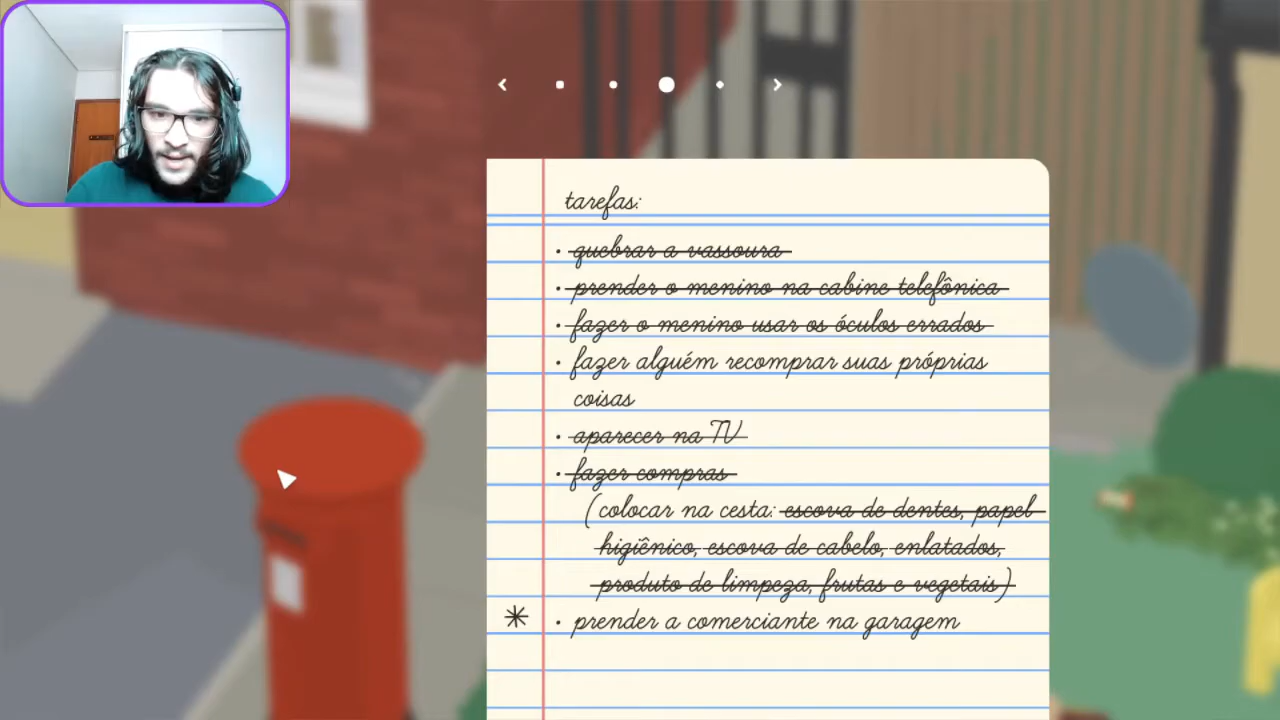 tarefas:
• quebrar a vassoura
• prender o menino na cabine telefônica
• fazer o menino usar os óculos errados
• fazer alguém recomprar suas próprias
coisas
• aparecer na TV
• fazer compras
(colocar na cesta: escova de dentes, papel
higiênico, escova de cabelo, enlatados,
produto de limpeza, frutas e vegetais)
• prender a comerciante na garagem